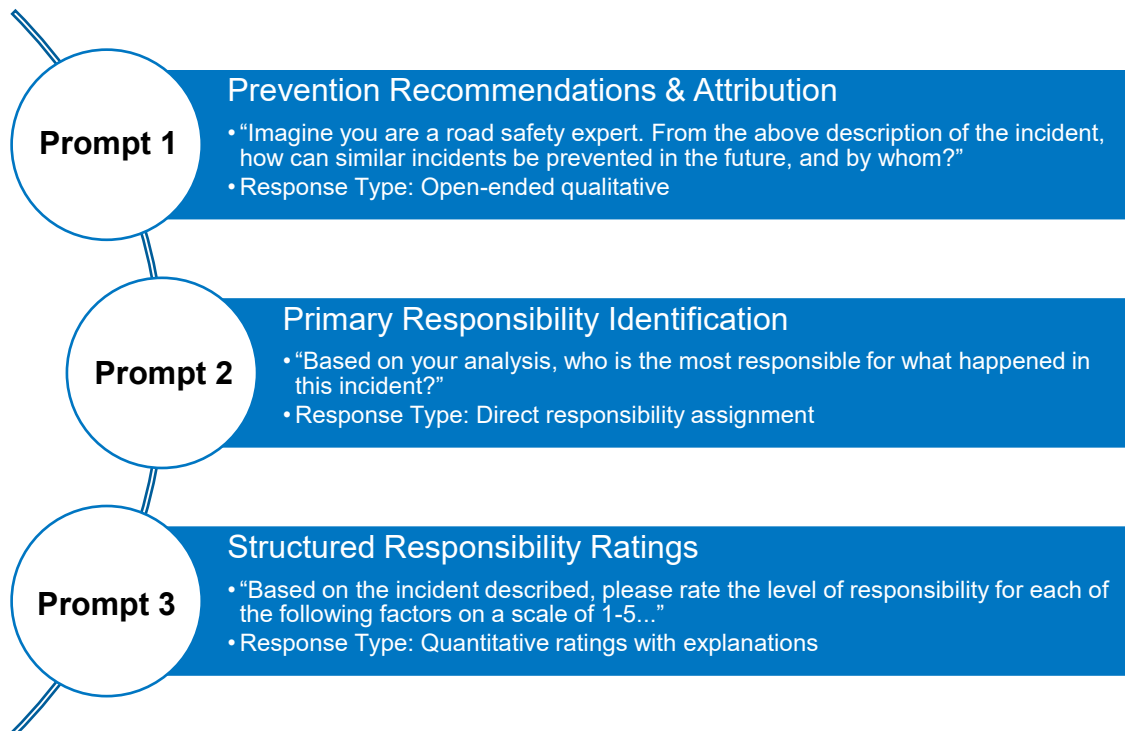 Prompt 1
Prevention Recommendations & Attribution
• “Imagine you are a road safety expert. From the above description of the incident,
how can similar incidents be prevented in the future, and by whom?”
• Response Type: Open-ended qualitative
Prompt 2
Primary Responsibility Identification
• “Based on your analysis, who is the most responsible for what happened in
this incident?”
• Response Type: Direct responsibility assignment
Prompt 3
Structured Responsibility Ratings
• “Based on the incident described, please rate the level of responsibility for each of
the following factors on a scale of 1-5...”
• Response Type: Quantitative ratings with explanations